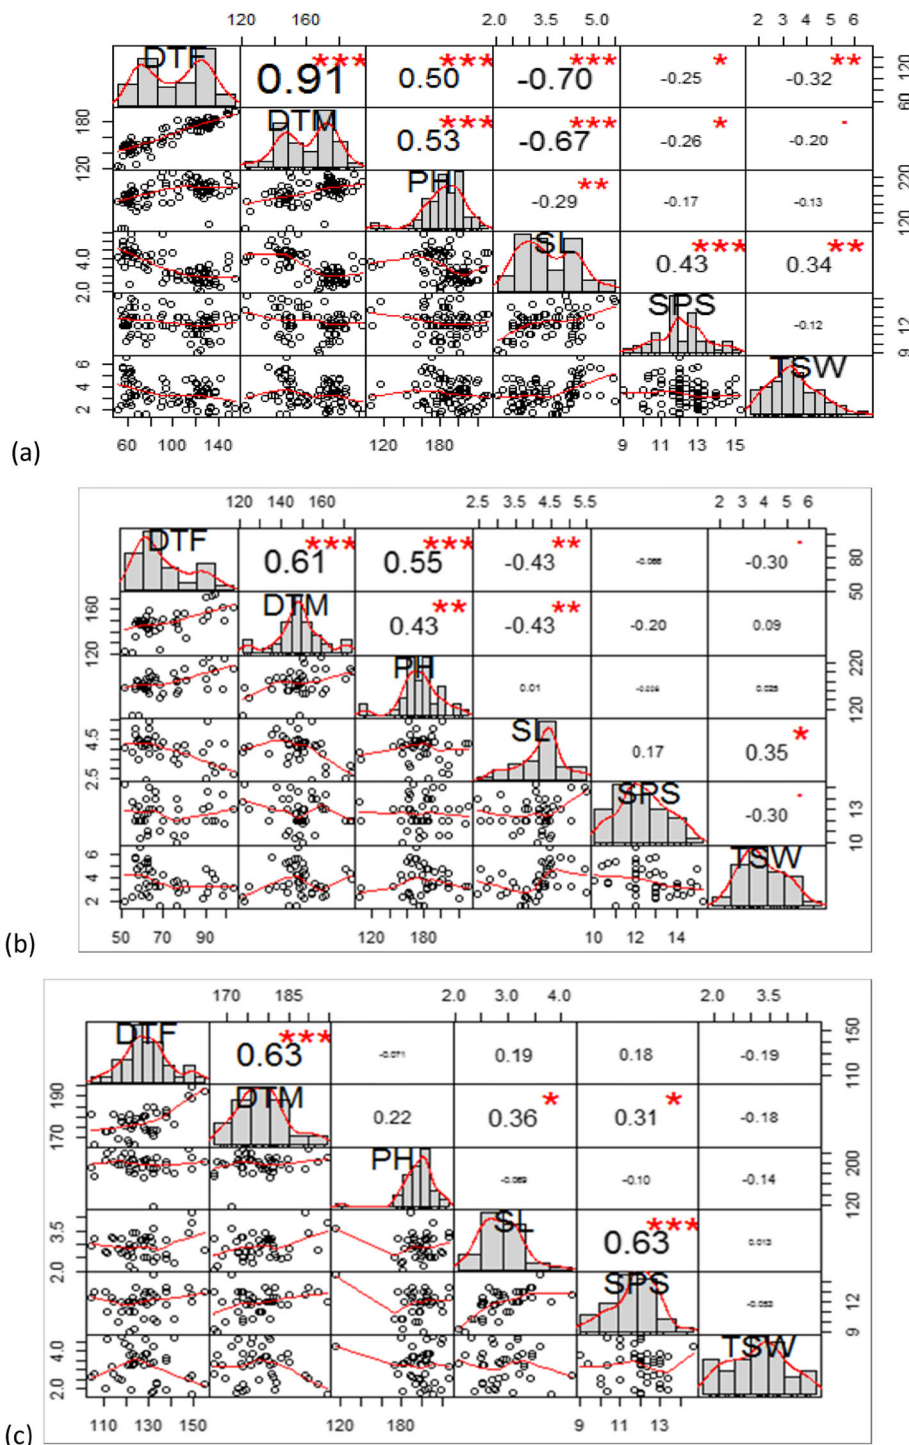 120 160 2.0 3.5 5.0 2 3 4 5 6
DTF 0.91 *** 0.50 *** -0.70 *** -0.25 * -0.32 ** 60 120
120 180 DTM 0.53 *** -0.67 *** -0.26 * -0.20 .
PH -0.29 ** -0.17 -0.13 120 220
2.0 4.0 SL 0.43 *** 0.34 **
SPS -0.12 9 12
2 4 6 TSW
(a)
60 100 140 120 180 9 11 13 15
120 140 160 2.5 3.5 4.5 5.5 2 3 4 5 6
DTF 0.61 *** 0.55 *** -0.43 ** -0.30 . 50 80
120 160 DTM 0.43 ** -0.43 ** -0.20 0.09
PH 0.01 0.025 120 220
2.5 4.5 SL 0.17 0.35 *
SPS -0.30 . 10 13
2 4 6 TSW
(b)
50 70 90 120 180 10 12 14
170 185 2.0 3.0 4.0 2.0 3.5
DTF 0.63 *** -0.071 0.19 0.18 -0.19 110 150
170 190 DTM 0.22 0.36 * 0.31 * -0.18
PH -0.10 -0.14 120 200
2.0 3.5 SL 0.63 *** 0.013
SPS 9 12
2.0 4.0 TSW
(c)
110 130 150 120 180 9 11 13